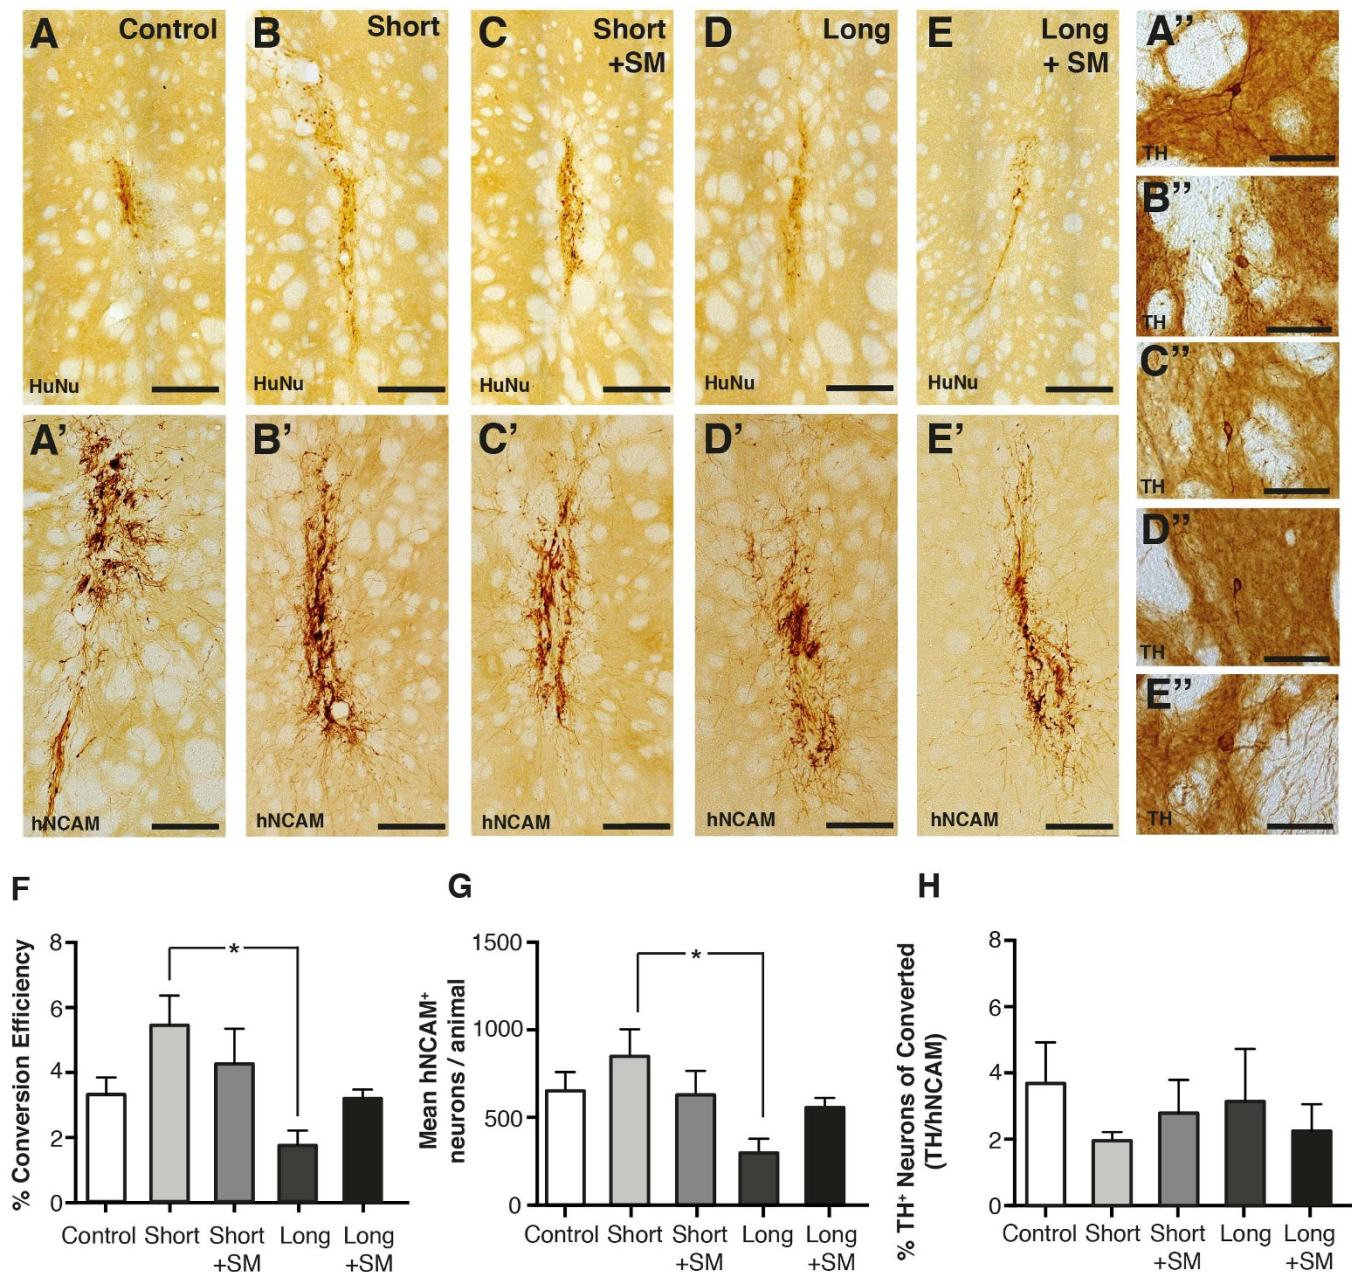 A Control
B Short
C Short
+SM
D Long
E Long
+ SM
A’’
HuNu
HuNu
HuNu
HuNu
HuNu
TH
B’’
TH
C’’
TH
D’’
TH
E’’
TH
A’
B’
C’
D’
E’
hNCAM
hNCAM
hNCAM
hNCAM
hNCAM
F
% Conversion Efficiency
8
6
4
2
0
*
Control Short Short Long Long
+SM +SM
G
Mean hNCAM⁺
neurons / animal
1500
1000
500
0
*
Control Short Short Long Long
+SM +SM
H
% TH⁺ Neurons of Converted
(TH/hNCAM)
8
6
4
2
0
Control Short Short Long Long
+SM +SM